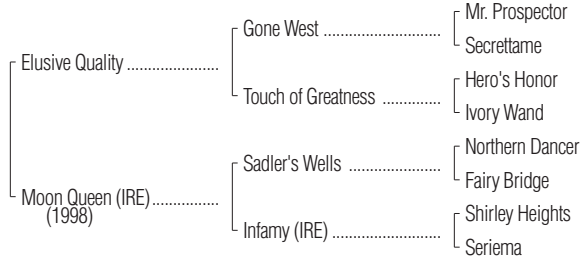 Mr. Prospector
Gone West ........................
Secrettame
Elusive Quality ...................
Hero's Honor
Touch of Greatness ............
Ivory Wand
Northern Dancer
Sadler's Wells ...................
Fairy Bridge
Moon Queen (IRE)..............
(1998)
Shirley Heights
Infamy (IRE) ......................
Seriema